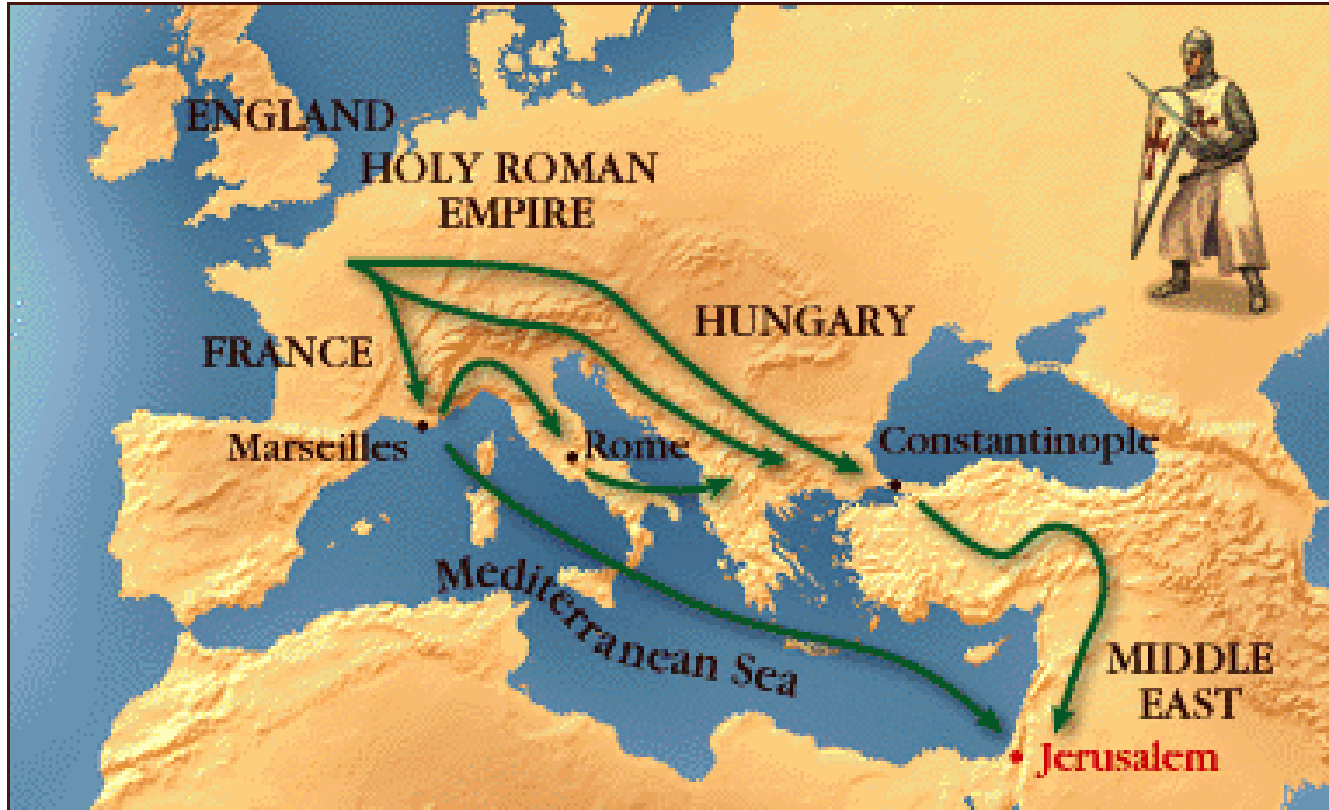 ENGLAND
HOLY ROMAN
EMPIRE
HUNGARY
FRANCE
Marseilles
Rome
Constantinople
Mediterranean Sea
MIDDLE
EAST
Jerusalem